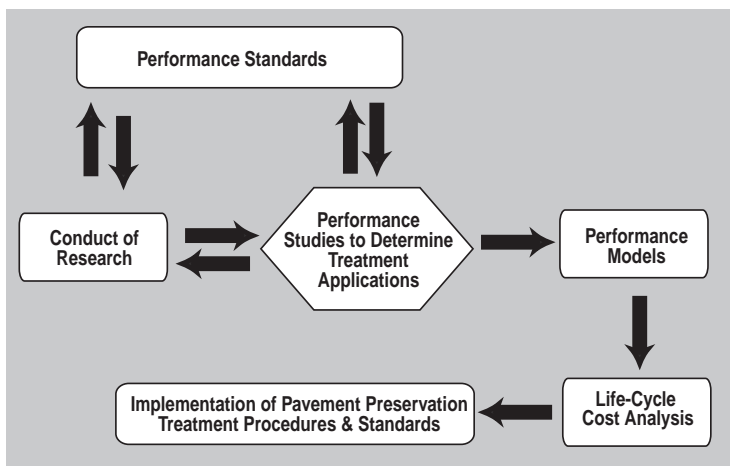 Performance Standards
Conduct of
Research
Performance
Studies to Determine
Treatment
Applications
Performance
Models
Life-Cycle
Cost Analysis
Implementation of Pavement Preservation
Treatment Procedures & Standards